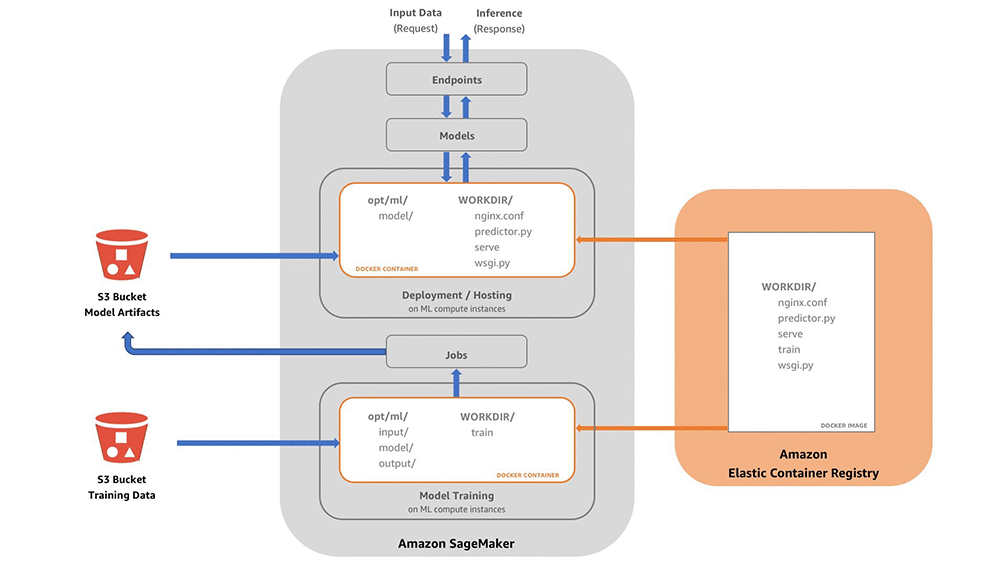 Input Data
(Request)
Inference
(Response)
Endpoints
Models
opt/ml/
model/
WORKDIR/
nginx.conf
predictor.py
serve
wsgi.py
DOCKER CONTAINER
Deployment / Hosting
on ML compute instances
S3 Bucket
Model Artifacts
Jobs
opt/ml/
input/
model/
output/
WORKDIR/
train
DOCKER CONTAINER
Model Training
on ML compute instances
S3 Bucket
Training Data
Amazon SageMaker
WORKDIR/
nginx.conf
predictor.py
serve
train
wsgi.py
DOCKER IMAGE
Amazon
Elastic Container Registry